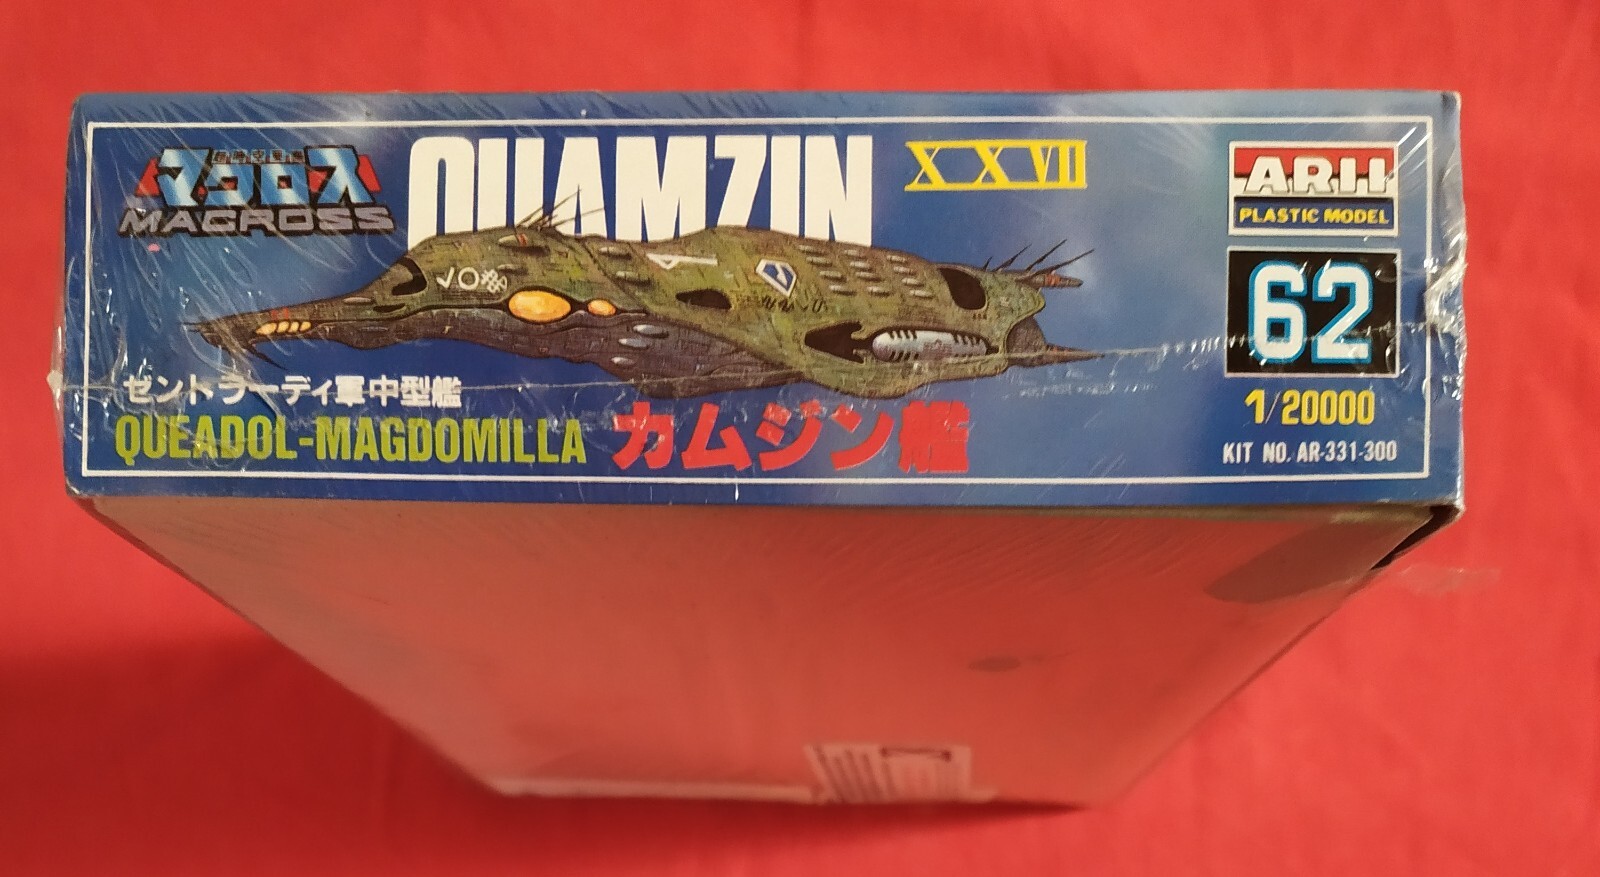 超時空要塞
マクロス
MACROSS
QUAMZIN
XXVII
ARII
PLASTIC MODEL
62
1/20000
KIT NO. AR-331-300
ゼントラーディ軍中型艦
QUEADOL-MAGDOMILLA カムジン艦